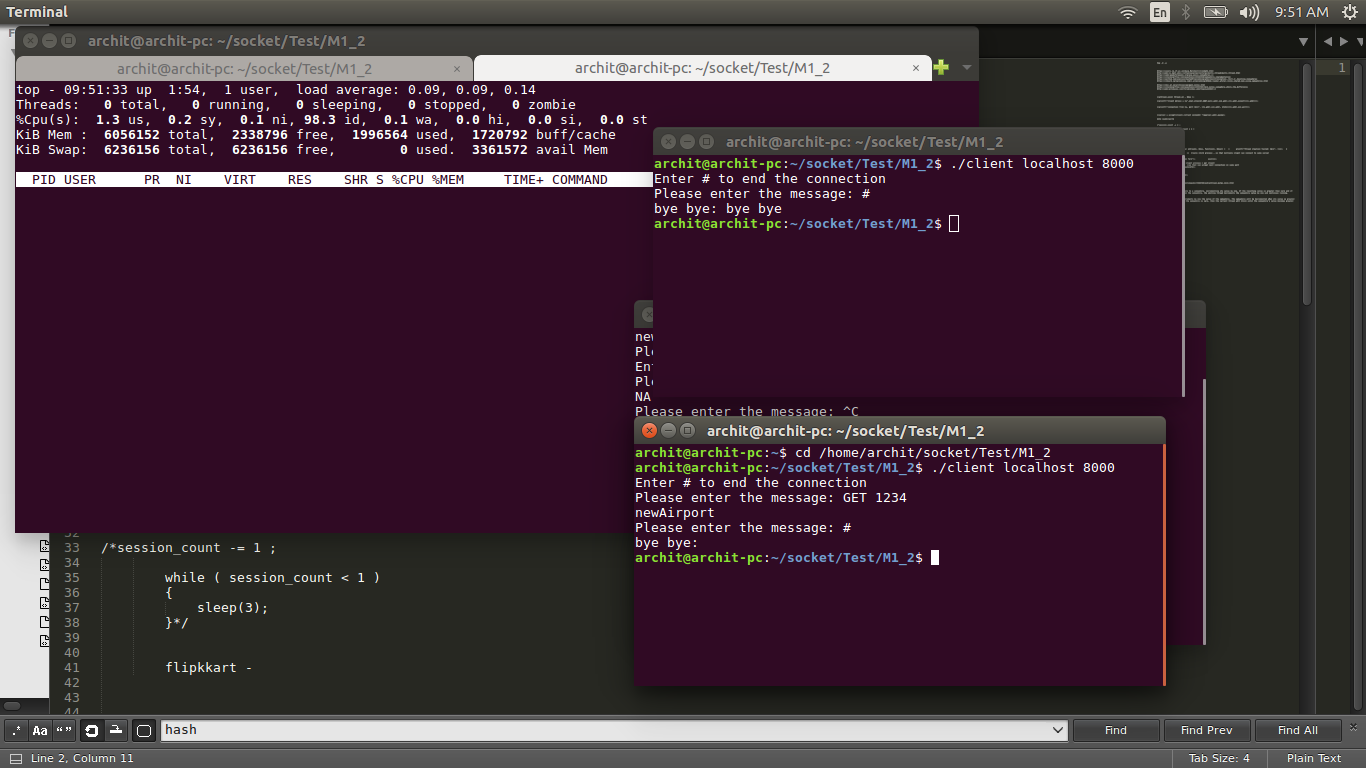 Terminal
En
9:51 AM
archit@archit-pc: ~/socket/Test/M1_2
archit@archit-pc: ~/socket/Test/M1_2 ×
archit@archit-pc: ~/socket/Test/M1_2 ×
top - 09:51:33 up  1:54,  1 user,  load average: 0.09, 0.09, 0.14
Threads:   0 total,   0 running,   0 sleeping,   0 stopped,   0 zombie
%Cpu(s):  1.3 us,  0.2 sy,  0.1 ni, 98.3 id,  0.1 wa,  0.0 hi,  0.0 si,  0.0 st
KiB Mem :  6056152 total,  2338796 free,  1996564 used,  1720792 buff/cache
KiB Swap:  6236156 total,  6236156 free,        0 used.  3361572 avail Mem
PID USER      PR  NI    VIRT    RES    SHR S %CPU %MEM     TIME+ COMMAND
archit@archit-pc: ~/socket/Test/M1_2
archit@archit-pc:~/socket/Test/M1_2$ ./client localhost 8000
Enter # to end the connection
Please enter the message: #
bye bye: bye bye
archit@archit-pc:~/socket/Test/M1_2$
NA
Please enter the message: ^C
archit@archit-pc: ~/socket/Test/M1_2
archit@archit-pc:~$ cd /home/archit/socket/Test/M1_2
archit@archit-pc:~/socket/Test/M1_2$ ./client localhost 8000
Enter # to end the connection
Please enter the message: GET 1234
newAirport
Please enter the message: #
bye bye:
archit@archit-pc:~/socket/Test/M1_2$
1
33 /*session_count -= 1 ;
34
35 while ( session_count < 1 )
36 {
37 sleep(3);
38 }*/
39
40
41 flipkkart -
42
43
.* Aa “”
hash
Find
Find Prev
Find All
Line 2, Column 11
Tab Size: 4
Plain Text